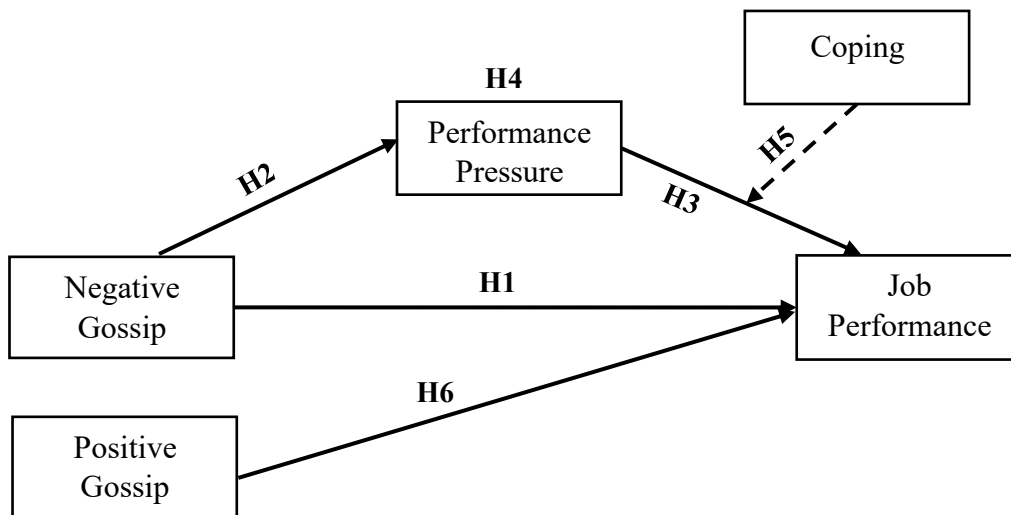 Coping
H4
Performance
Pressure
H5
H2
H3
Negative
Gossip
H1
Job
Performance
H6
Positive
Gossip